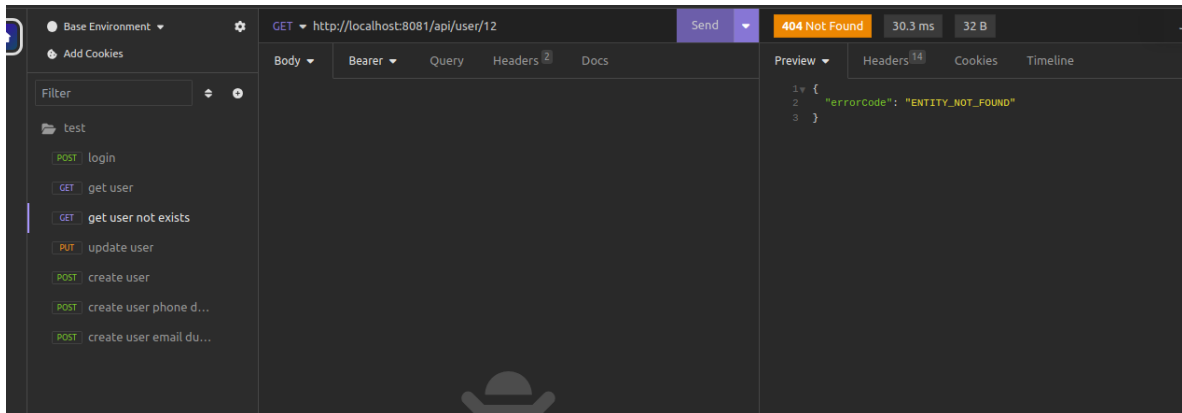 Base Environment
Add Cookies
Filter
test
POST login
GET get user
GET get user not exists
PUT update user
POST create user
POST create user phone d...
POST create user email du...
GET http://localhost:8081/api/user/12 Send
Body Bearer Query Headers 2 Docs
404 Not Found 30.3 ms 32 B
Preview Headers 14 Cookies Timeline
1 {
2 "errorCode": "ENTITY_NOT_FOUND"
3 }